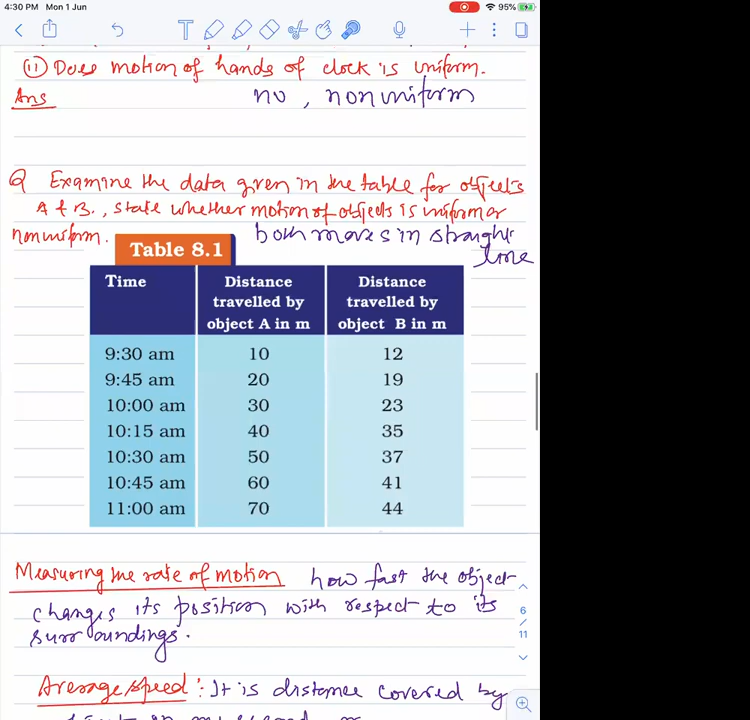 4:30 PM Mon 1 Jun 95%
(ii) Does motion of hands of clock is uniform.
Ans no, non uniform
Q Examine the data given in the table for objects
A & B., state whether motion of objects is uniform or
nonuniform. both moves in straight
line
Table 8.1
Time Distance travelled by object A in m Distance travelled by object B in m
9:30 am 10 12
9:45 am 20 19
10:00 am 30 23
10:15 am 40 35
10:30 am 50 37
10:45 am 60 41
11:00 am 70 44
Measuring the rate of motion how fast the object
changes its position with respect to its
surroundings.
6
/
11
Average speed : It is distance covered by